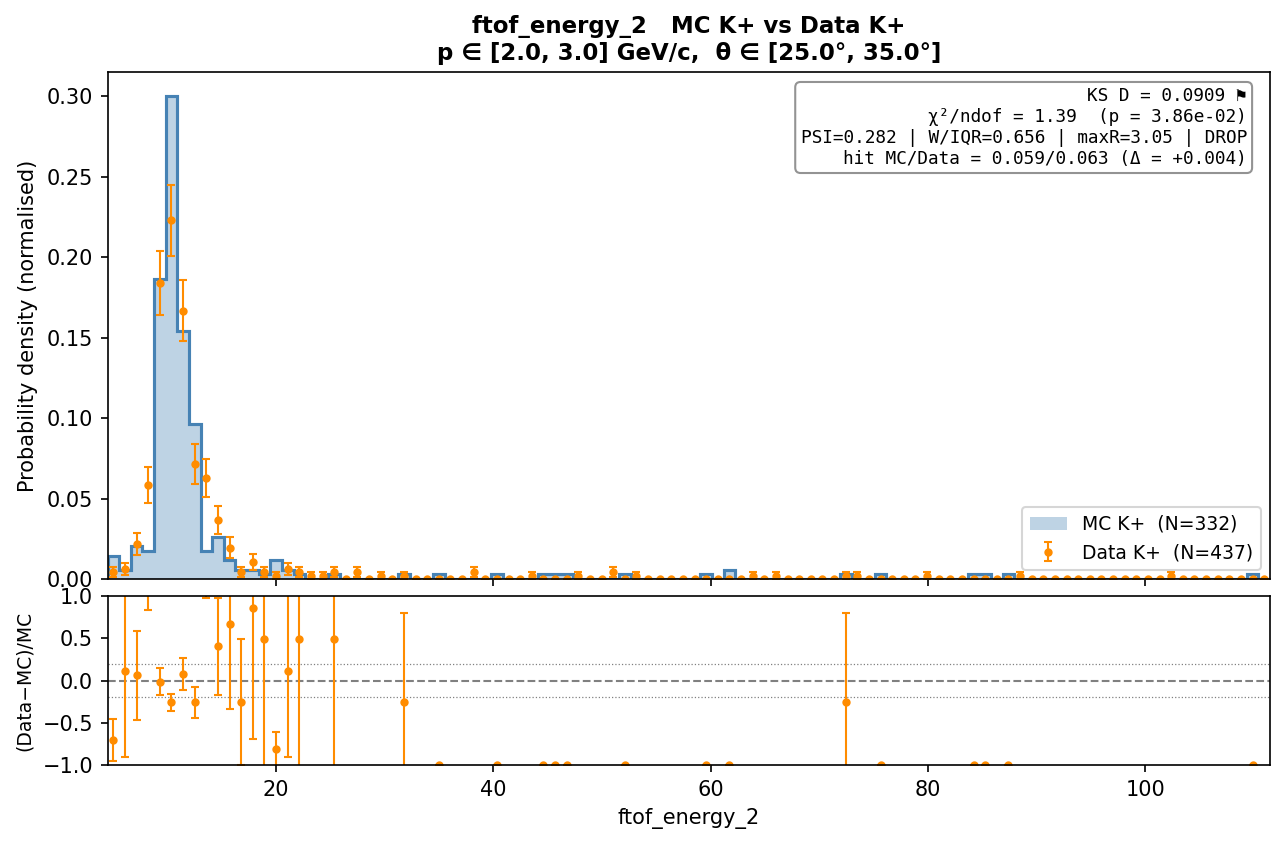 ftof_energy_2   MC K+ vs Data K+
p ∈ [2.0, 3.0] GeV/c,  θ ∈ [25.0°, 35.0°]
KS D = 0.0909 ⚑
χ²/ndof = 1.39  (p = 3.86e-02)
PSI=0.282 | W/IQR=0.656 | maxR=3.05 | DROP
hit MC/Data = 0.059/0.063 (Δ = +0.004)
Probability density (normalised)
0.30
0.25
0.20
0.15
0.10
0.05
0.00
MC K+  (N=332)
Data K+  (N=437)
(Data−MC)/MC
1.0
0.5
0.0
−0.5
−1.0
20
40
60
80
100
ftof_energy_2